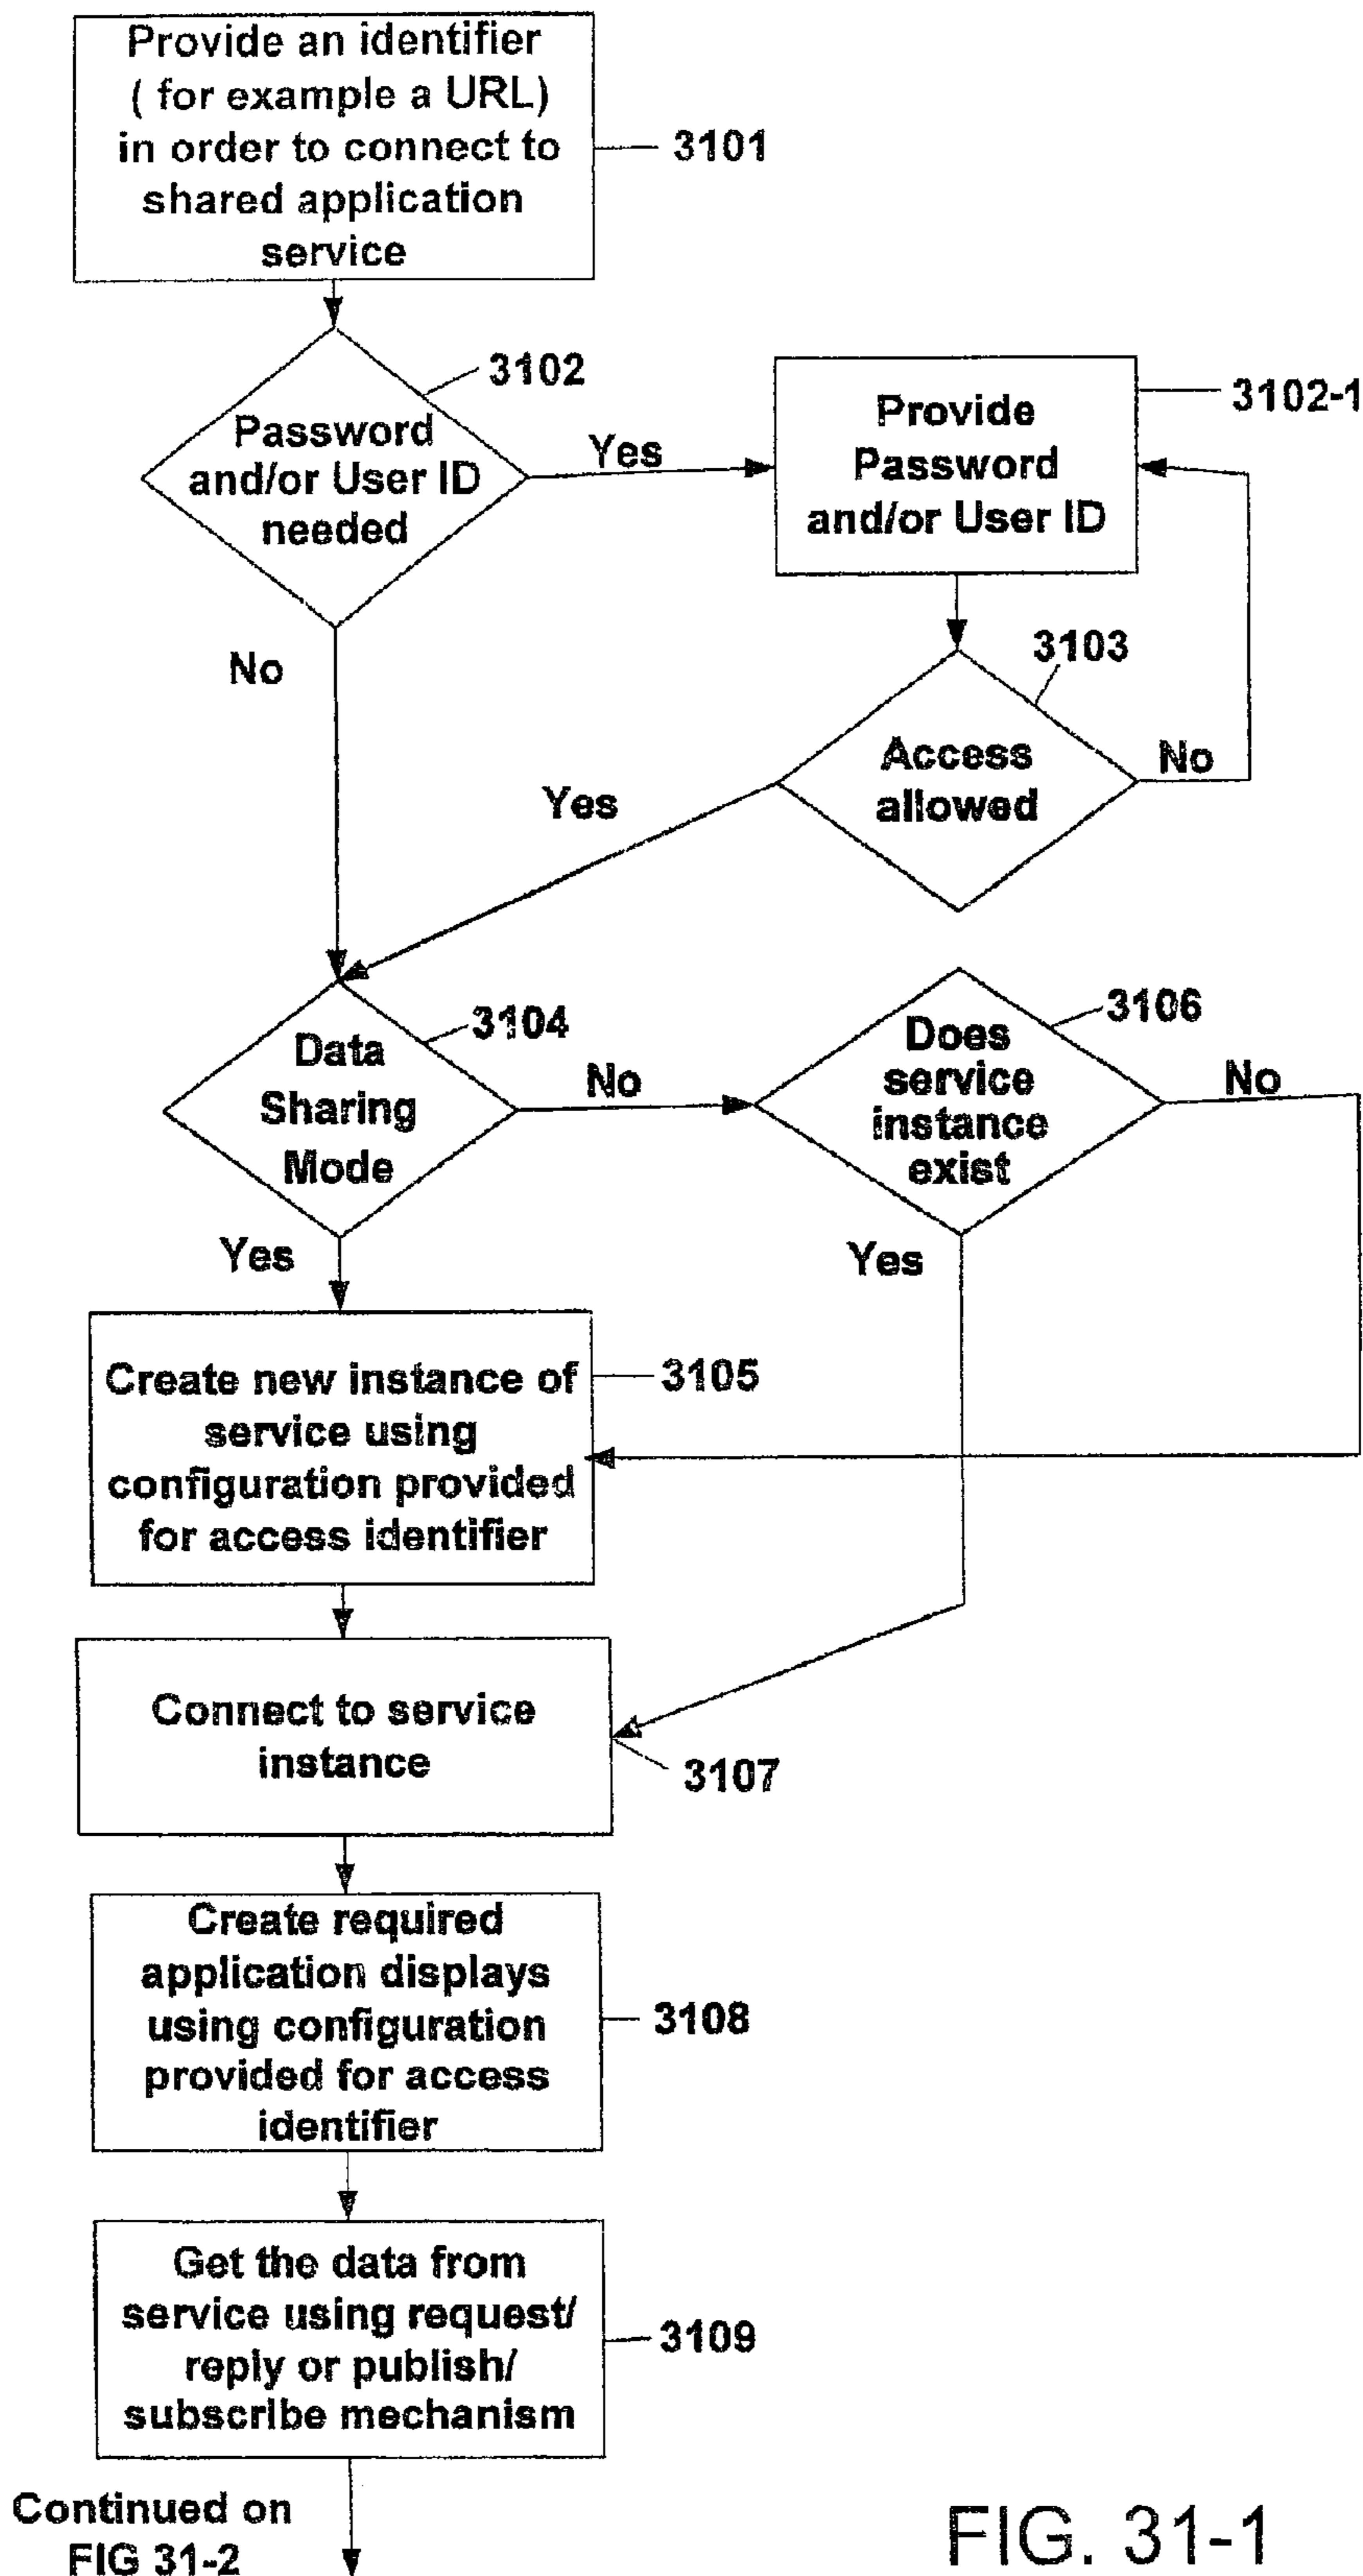 Provide an identifier
( for example a URL)
in order to connect to
shared application
service
3101
3102
Password
and/or User ID
needed
Yes
No
Provide
Password
and/or User ID
3102-1
3103
Access
allowed
No
Yes
3104
Data
Sharing
Mode
No
Yes
3106
Does
service
instance
exist
No
Yes
Create new instance of
service using
configuration provided
for access identifier
3105
Connect to service
instance
3107
Create required
application displays
using configuration
provided for access
identifier
3108
Get the data from
service using request/
reply or publish/
subscribe mechanism
3109
Continued on
FIG 31-2
FIG. 31-1